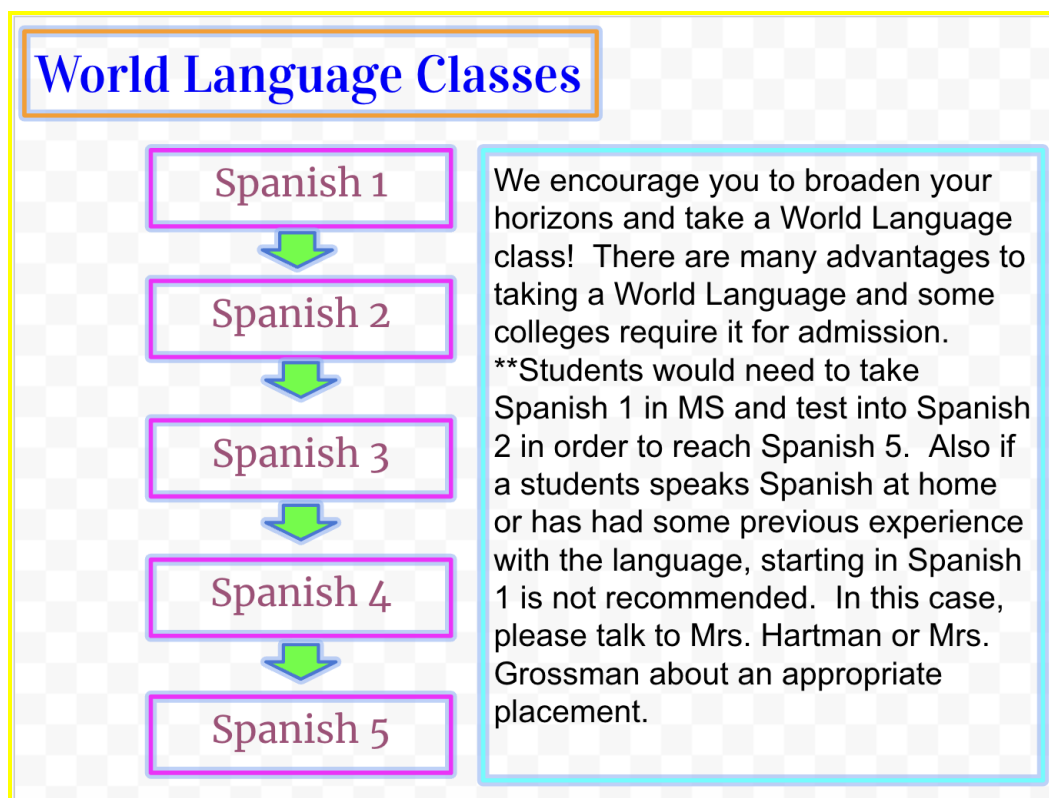 World Language Classes
Spanish 1
Spanish 2
Spanish 3
Spanish 4
Spanish 5
We encourage you to broaden your
horizons and take a World Language
class!  There are many advantages to
taking a World Language and some
colleges require it for admission.
**Students would need to take
Spanish 1 in MS and test into Spanish
2 in order to reach Spanish 5.  Also if
a students speaks Spanish at home
or has had some previous experience
with the language, starting in Spanish
1 is not recommended.  In this case,
please talk to Mrs. Hartman or Mrs.
Grossman about an appropriate
placement.